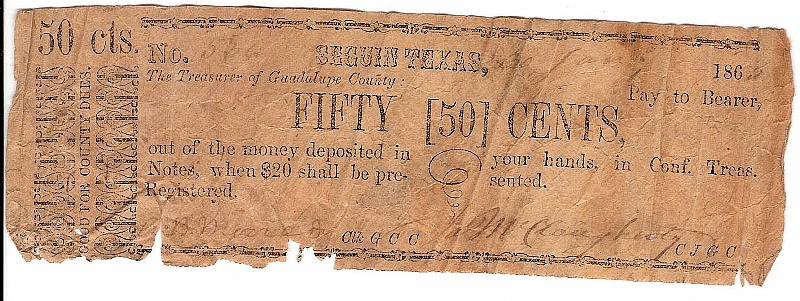 50 cts.
GOOD FOR COUNTY DUES.
No. SEGUIN TEXAS, 186
The Treasurer of Guadalupe County:
Pay to Bearer,
FIFTY [50] CENTS,
out of the money deposited in your hands, in Conf. Treas.
Notes, when $20 shall be pre- sented.
Registered.
Clk G C C
C J G C